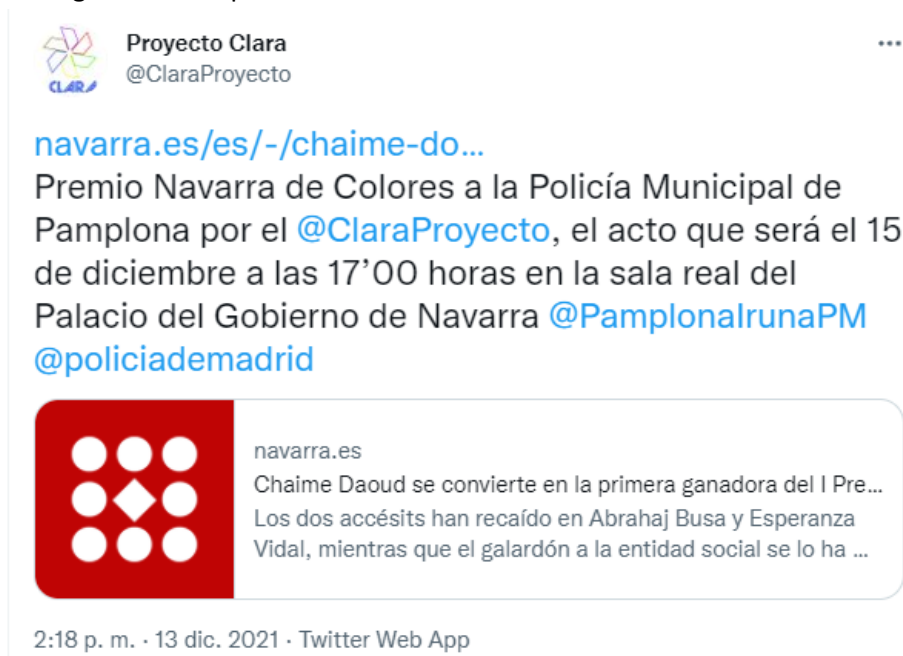 Proyecto Clara
@ClaraProyecto
CLARA
navarra.es/es/-/chaime-do...
Premio Navarra de Colores a la Policía Municipal de
Pamplona por el @ClaraProyecto, el acto que será el 15
de diciembre a las 17’00 horas en la sala real del
Palacio del Gobierno de Navarra @PamplonaIrunaPM
@policiademadrid
navarra.es
Chaime Daoud se convierte en la primera ganadora del I Pre...
Los dos accésits han recaído en Abrahaj Busa y Esperanza
Vidal, mientras que el galardón a la entidad social se lo ha ...
2:18 p. m. · 13 dic. 2021 · Twitter Web App